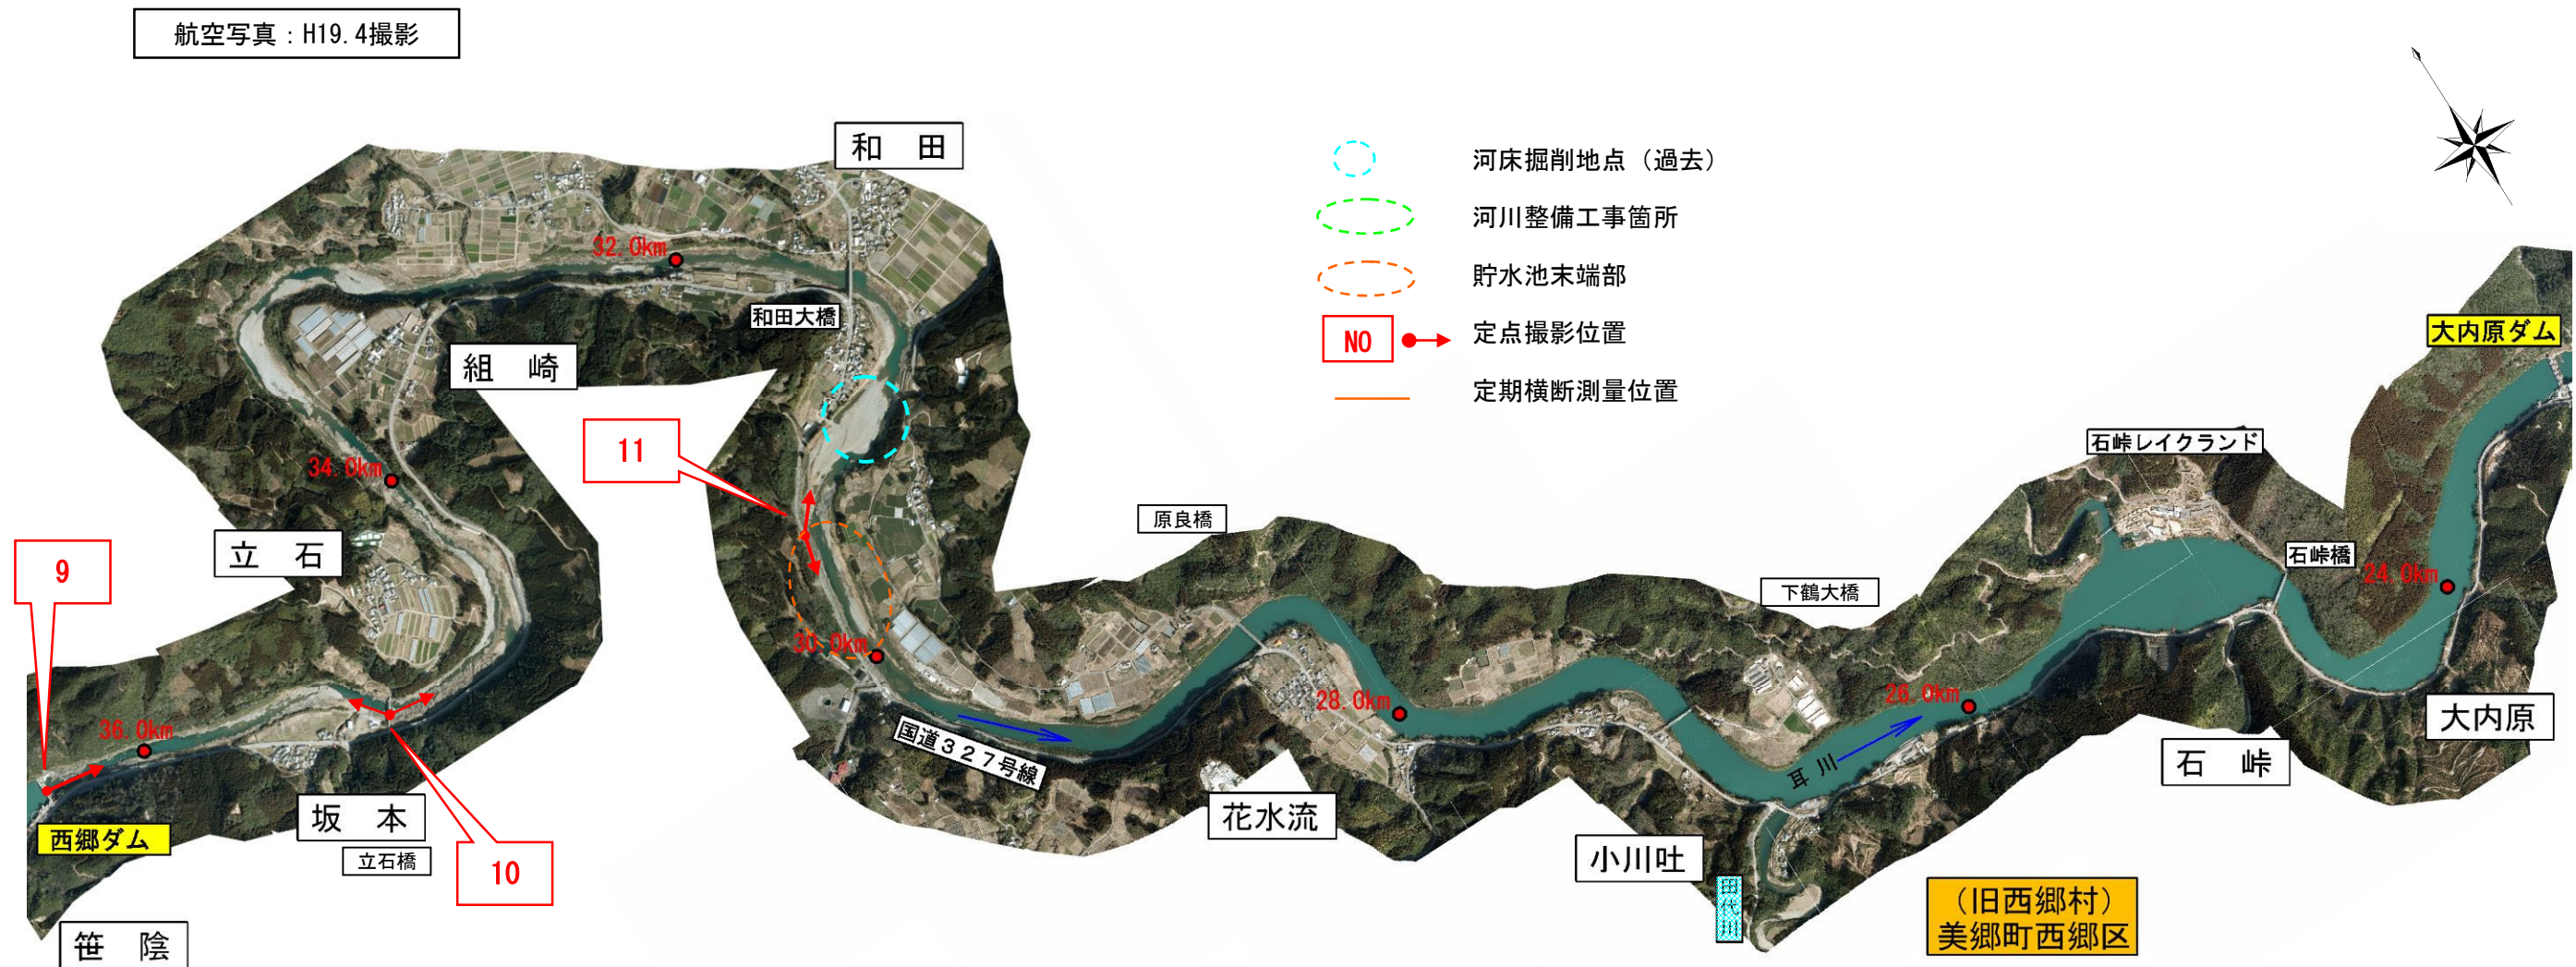 航空写真：H19.4撮影
和　田
河床掘削地点（過去）
河川整備工事箇所
貯水池末端部
NO
定点撮影位置
定期横断測量位置
32.0km
和田大橋
組　崎
大内原ダム
11
石峠レイクランド
34.0km
原良橋
立　石
石峠橋
9
24.0km
下鶴大橋
30.0km
26.0km
28.0km
大内原
36.0km
国道３２７号線
耳川
石　峠
坂　本
花水流
西郷ダム
立石橋
小川吐
10
田代川
（旧西郷村）
美郷町西郷区
笹　陰